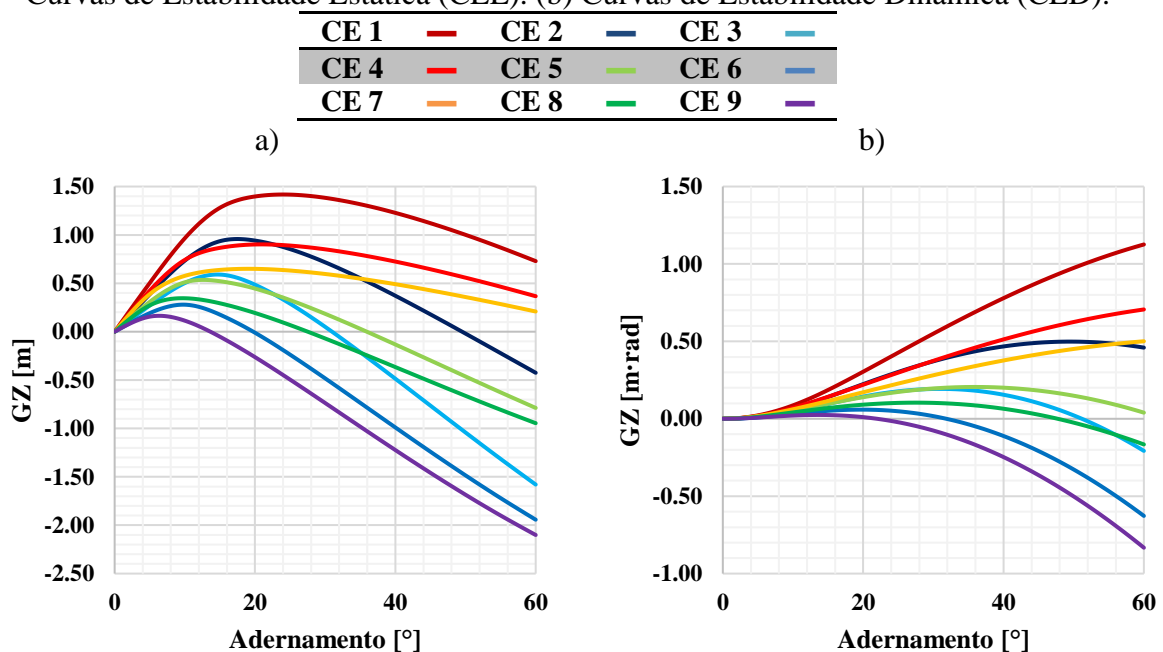 Curvas de Estabilidade Estática (CEE). (b) Curvas de Estabilidade Dinâmica (CED).
CE 1 CE 2 CE 3
CE 4 CE 5 CE 6
CE 7 CE 8 CE 9
a) b)
1.50
1.00
0.50
0.00
-0.50
-1.00
-1.50
-2.00
-2.50
GZ [m]
0 20 40 60
Adernamento [°]
1.50
1.00
0.50
0.00
-0.50
-1.00
GZ [m·rad]
0 20 40 60
Adernamento [°]